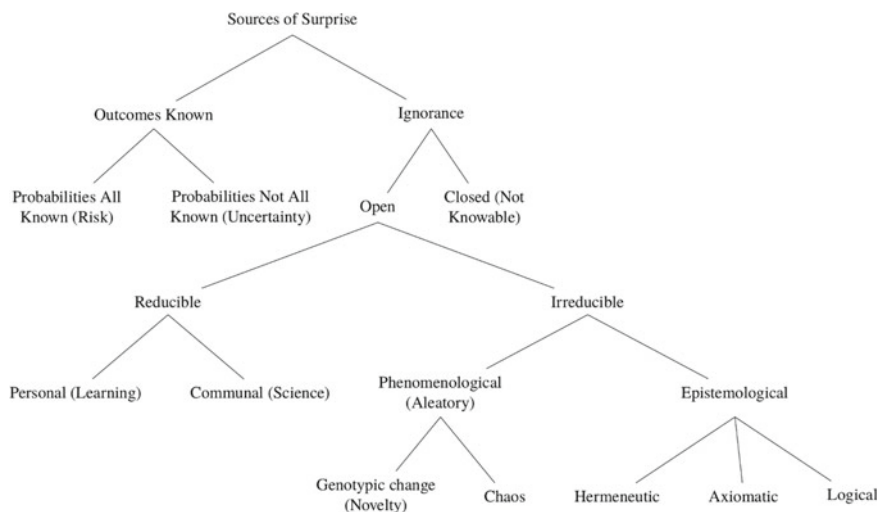 Sources of Surprise
Outcomes Known
Ignorance
Probabilities All
Known (Risk)
Probabilities Not All
Known (Uncertainty)
Open
Closed (Not
Knowable)
Reducible
Irreducible
Personal (Learning)
Communal (Science)
Phenomenological
(Aleatory)
Epistemological
Genotypic change
(Novelty)
Chaos
Hermeneutic
Axiomatic
Logical